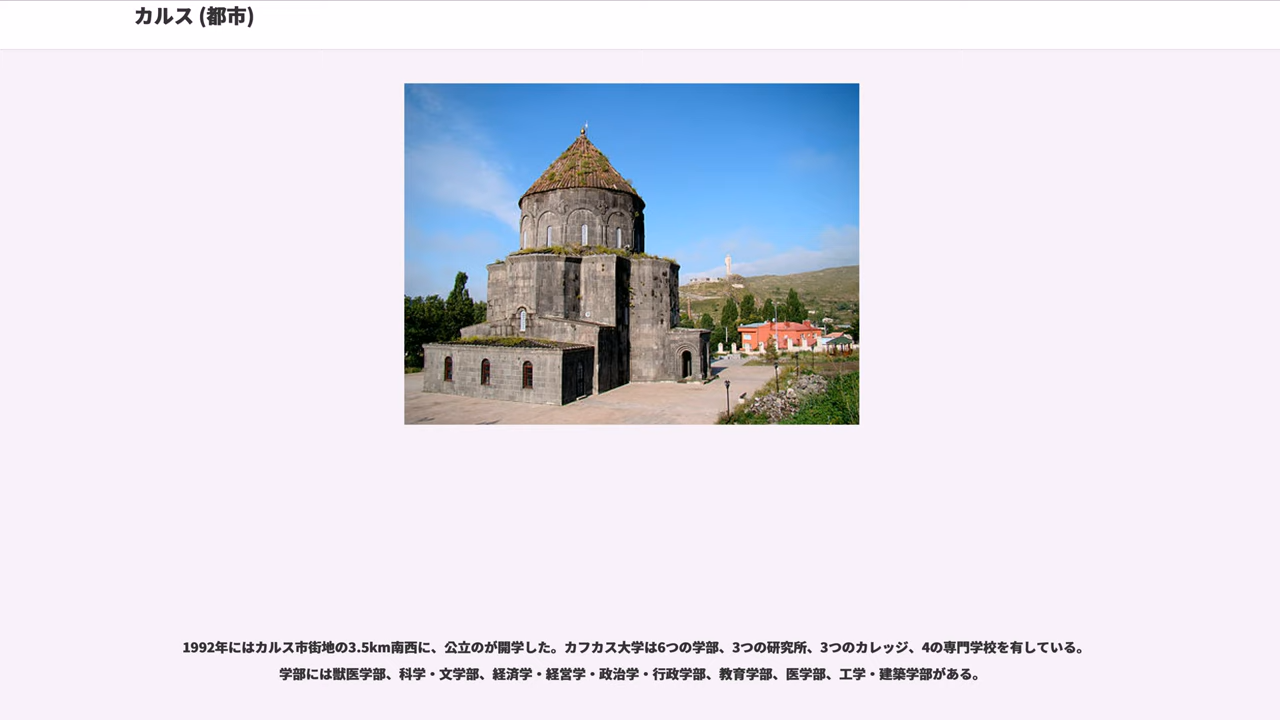 カルス (都市)
1992年にはカルス市街地の3.5km南西に、公立のが開学した。カフカス大学は6つの学部、3つの研究所、3つのカレッジ、4の専門学校を有している。
学部には獣医学部、科学・文学部、経済学・経営学・政治学・行政学部、教育学部、医学部、工学・建築学部がある。